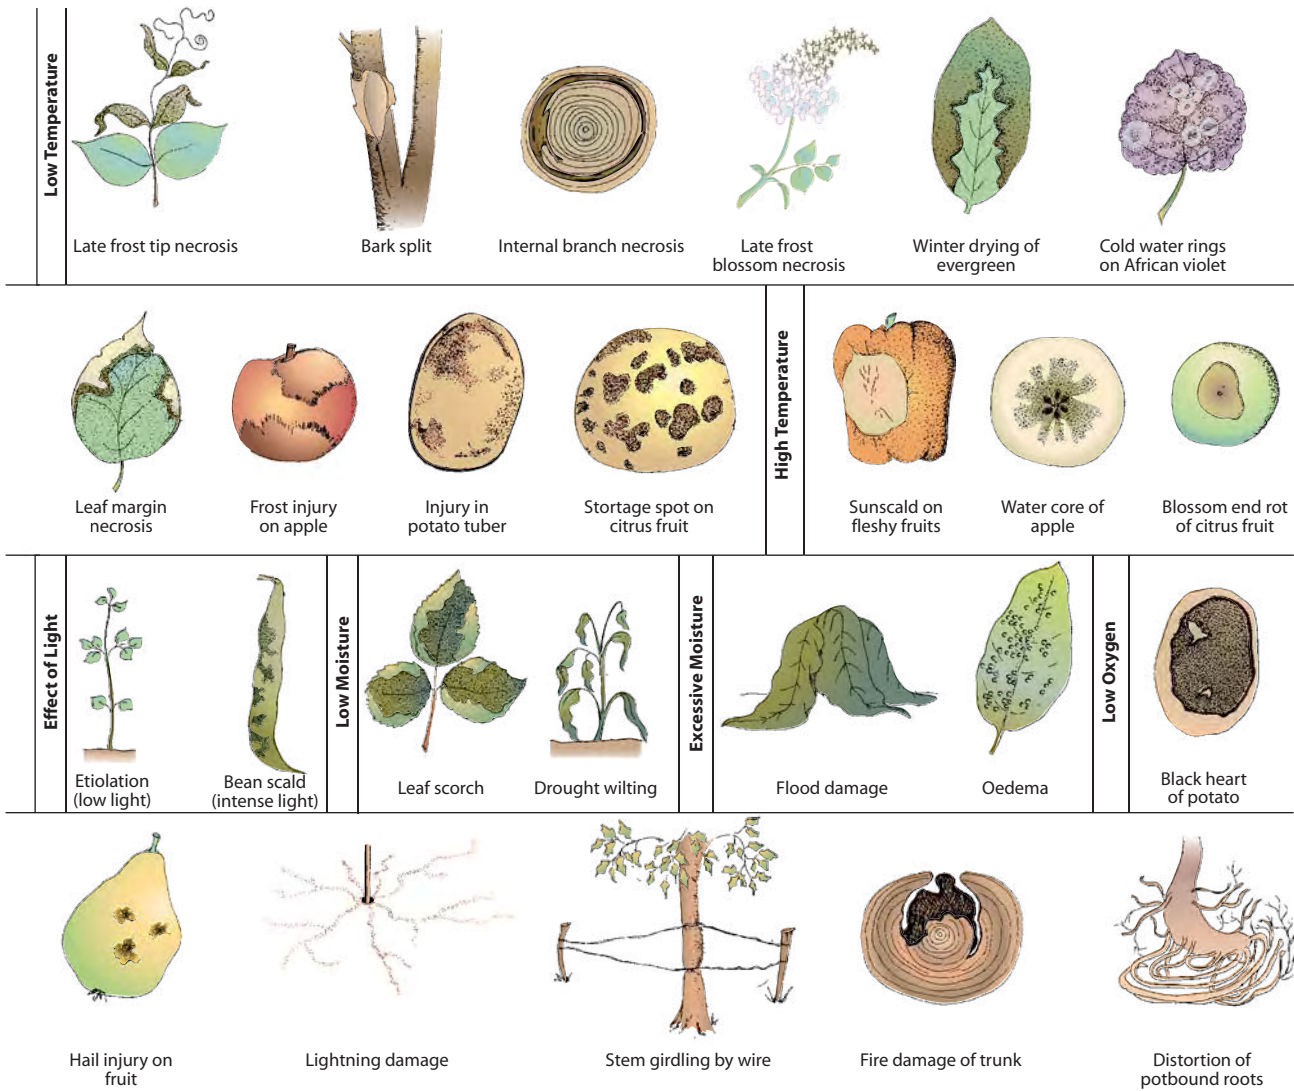 Low Temperature
Late frost tip necrosis
Bark split
Internal branch necrosis
Late frost
blossom necrosis
Winter drying of
evergreen
Cold water rings
on African violet
Leaf margin
necrosis
Frost injury
on apple
Injury in
potato tuber
Stortage spot on
citrus fruit
High Temperature
Sunscald on
fleshy fruits
Water core of
apple
Blossom end rot
of citrus fruit
Effect of Light
Etiolation
(low light)
Bean scald
(intense light)
Low Moisture
Leaf scorch
Drought wilting
Excessive Moisture
Flood damage
Oedema
Low Oxygen
Black heart
of potato
Hail injury on
fruit
Lightning damage
Stem girdling by wire
Fire damage of trunk
Distortion of
potbound roots